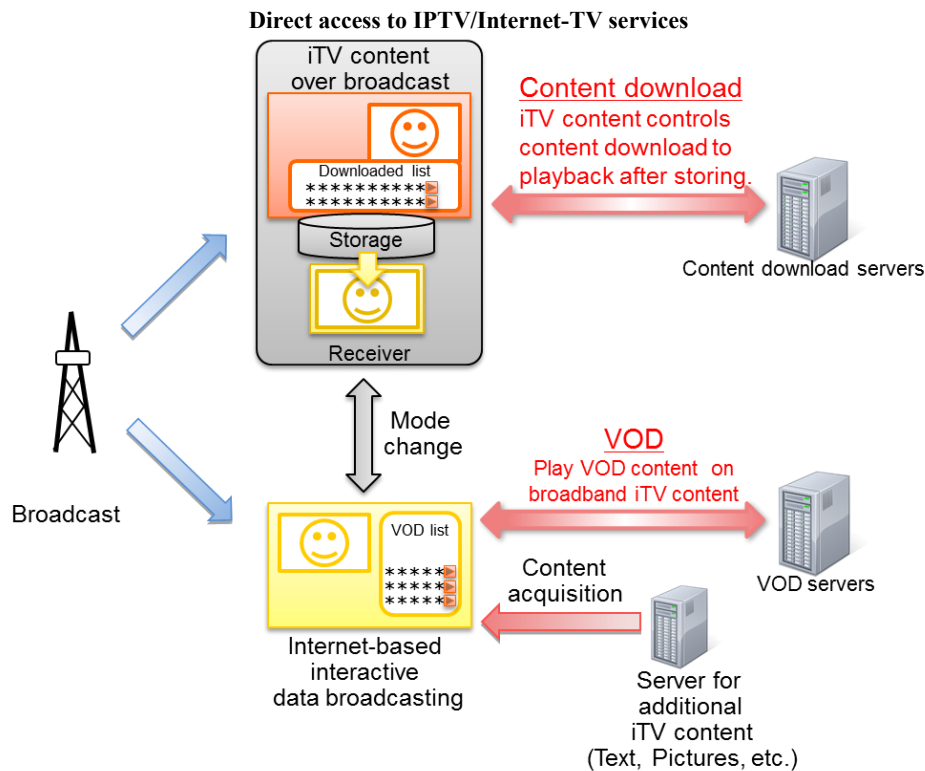 Direct access to IPTV/Internet-TV services
iTV content
over broadcast
Downloaded list
**********
**********
Storage
Receiver
Content download
iTV content controls
content download to
playback after storing.
Content download servers
Mode
change
Broadcast
VOD
Play VOD content on
broadband iTV content
VOD list
*****
*****
*****
VOD servers
Content
acquisition
Internet-based
interactive
data broadcasting
Server for
additional
iTV content
(Text, Pictures, etc.)